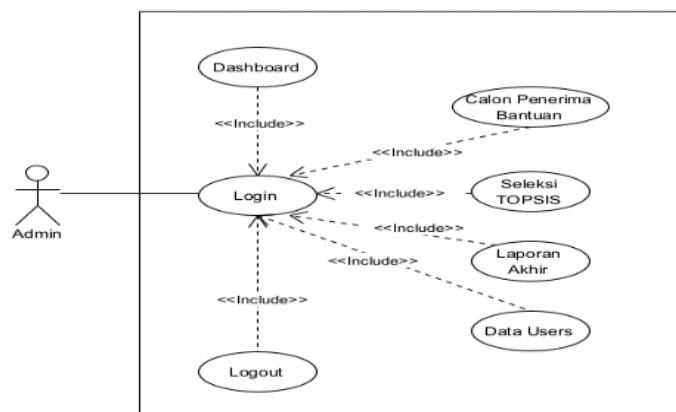 Dashboard
<<Include>>
Calon Penerima
Bantuan
<<Include>>
Login
<<Include>>
Seleksi
TOPSIS
Admin
<<Include>>
Laporan
Akhir
<<Include>>
<<Include>>
Data Users
Logout